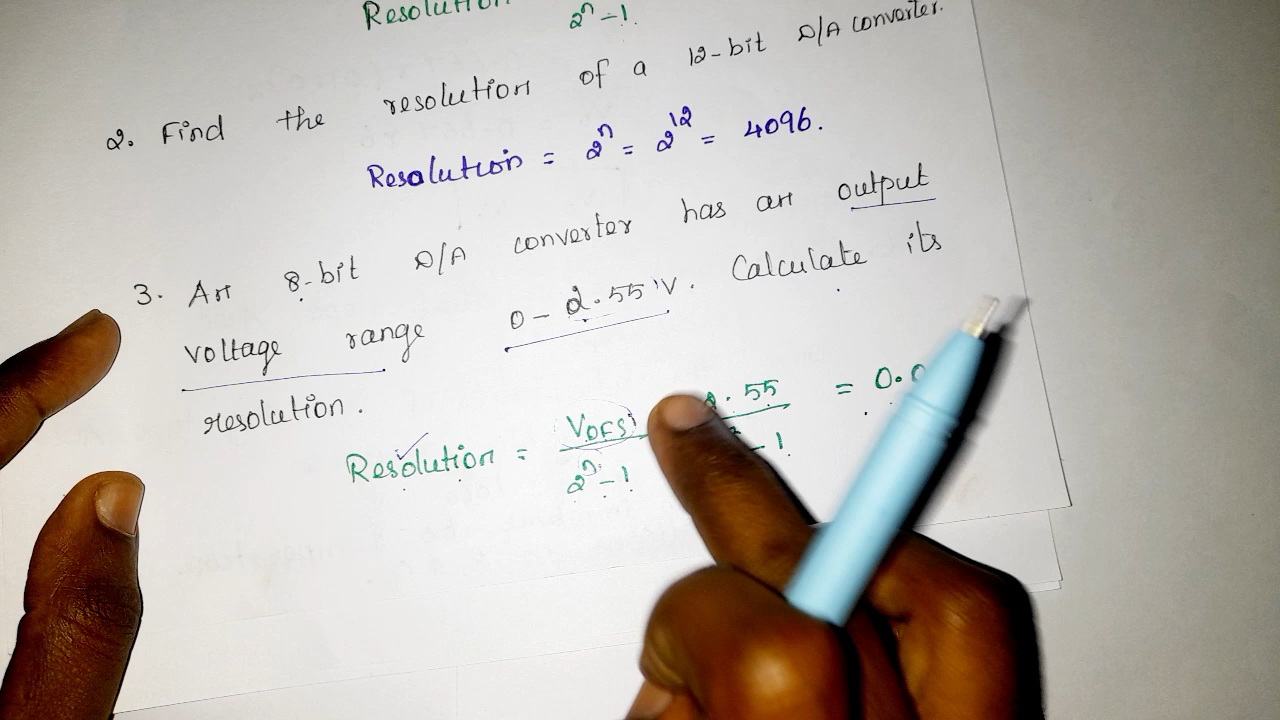 Resolution
2ⁿ-1.
2. Find the resolution of a 12-bit D/A converter.
Resolution = 2ⁿ = 2¹² = 4096.
3. An 8-bit D/A converter has an output
voltage range 0 - 2.55 V. Calculate its
resolution.
Resolution = VOFS / 2ⁿ-1 .55 / -1. = 0.0